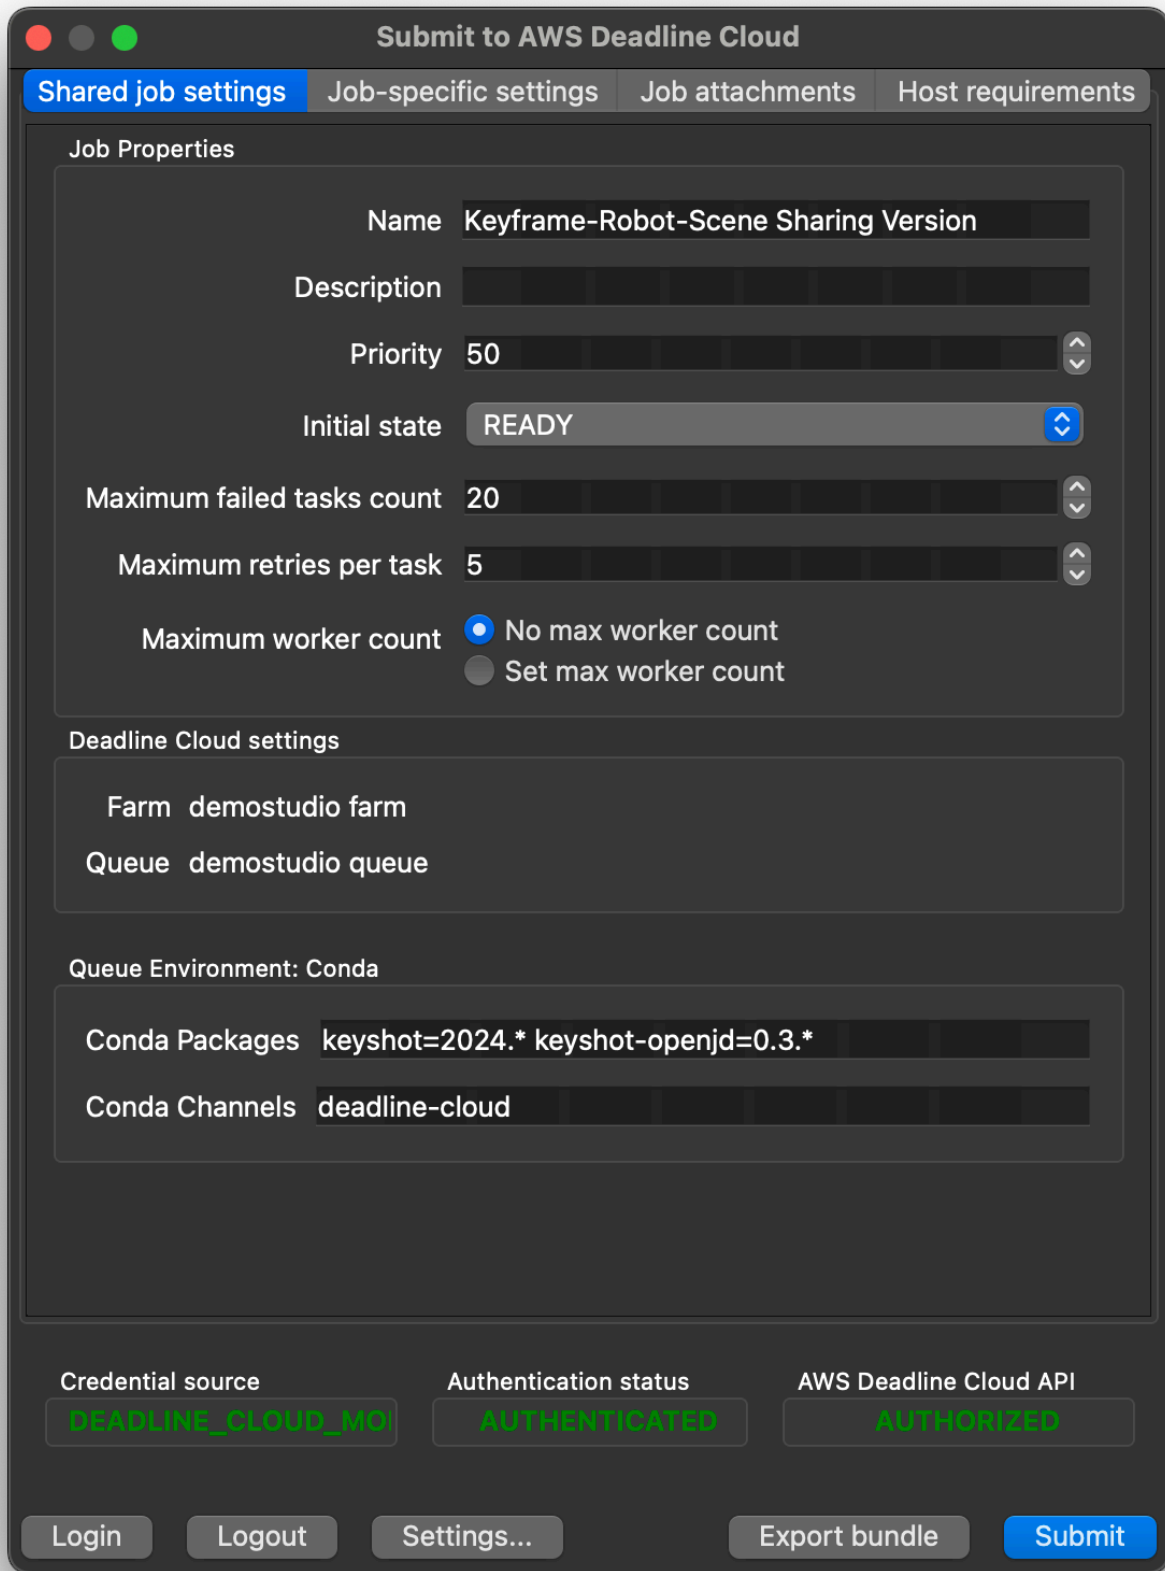 Submit to AWS Deadline Cloud
Shared job settings Job-specific settings Job attachments Host requirements
Job Properties
Name Keyframe-Robot-Scene Sharing Version
Description
Priority 50
Initial state READY
Maximum failed tasks count 20
Maximum retries per task 5
Maximum worker count No max worker count
Set max worker count
Deadline Cloud settings
Farm demostudio farm
Queue demostudio queue
Queue Environment: Conda
Conda Packages keyshot=2024.* keyshot-openjd=0.3.*
Conda Channels deadline-cloud
Credential source Authentication status AWS Deadline Cloud API
DEADLINE_CLOUD_MO AUTHENTICATED AUTHORIZED
Login Logout Settings... Export bundle Submit